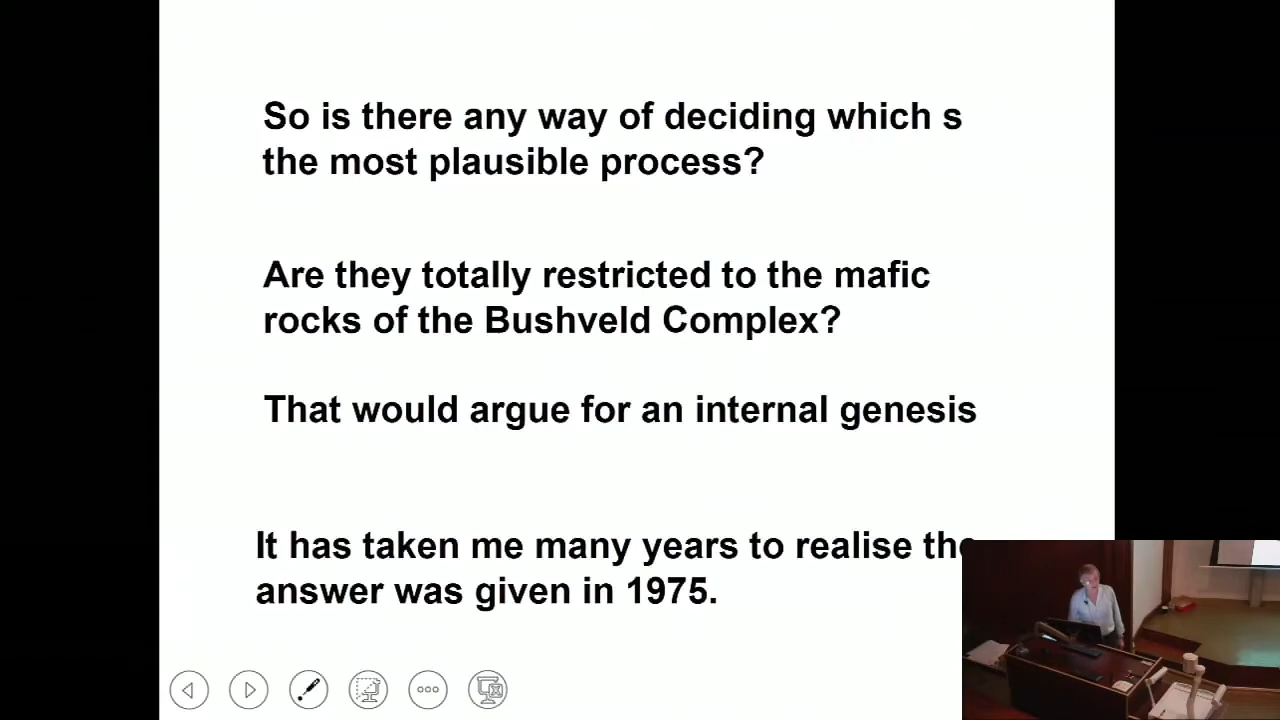 So is there any way of deciding which s
the most plausible process?
Are they totally restricted to the mafic
rocks of the Bushveld Complex?
That would argue for an internal genesis
It has taken me many years to realise the
answer was given in 1975.